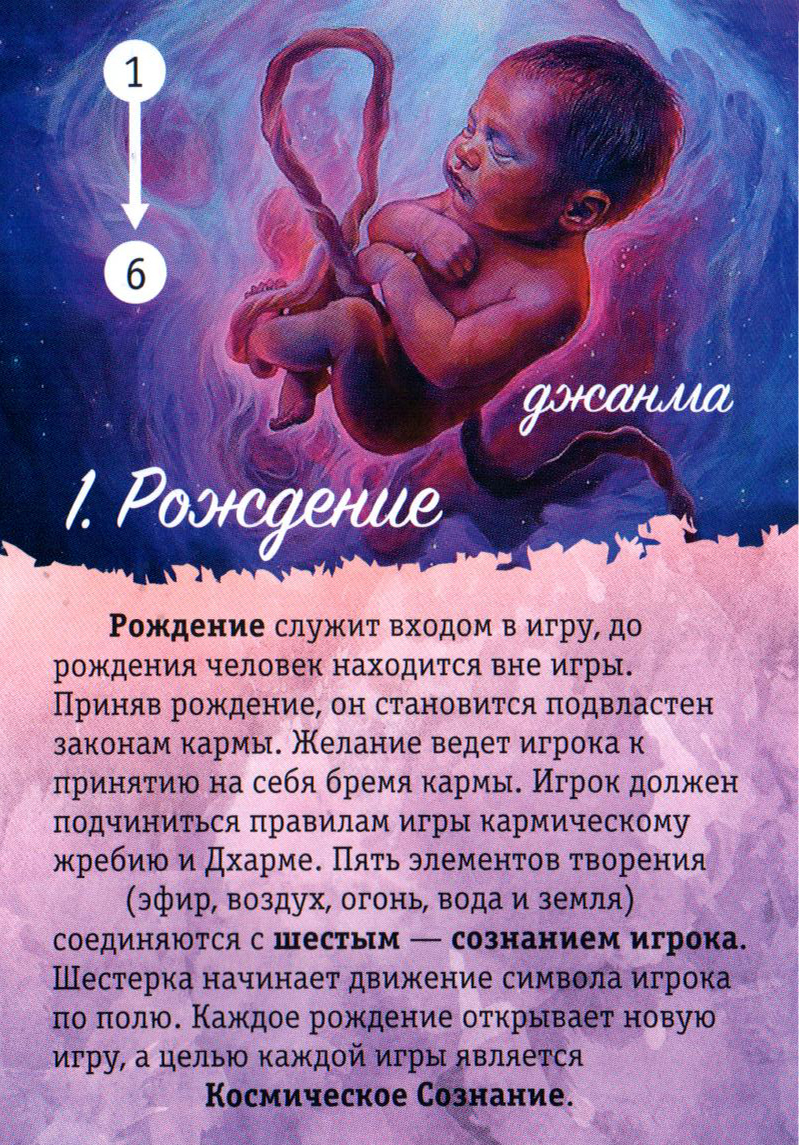 1
6
джанма
1. Рождение
Рождение служит входом в игру, до
рождения человек находится вне игры.
Приняв рождение, он становится подвластен
законам кармы. Желание ведет игрока к
принятию на себя бремя кармы. Игрок должен
подчиниться правилам игры кармическому
жребию и Дхарме. Пять элементов творения
(эфир, воздух, огонь, вода и земля)
соединяются с шестым — сознанием игрока.
Шестерка начинает движение символа игрока
по полю. Каждое рождение открывает новую
игру, а целью каждой игры является
Космическое Сознание.